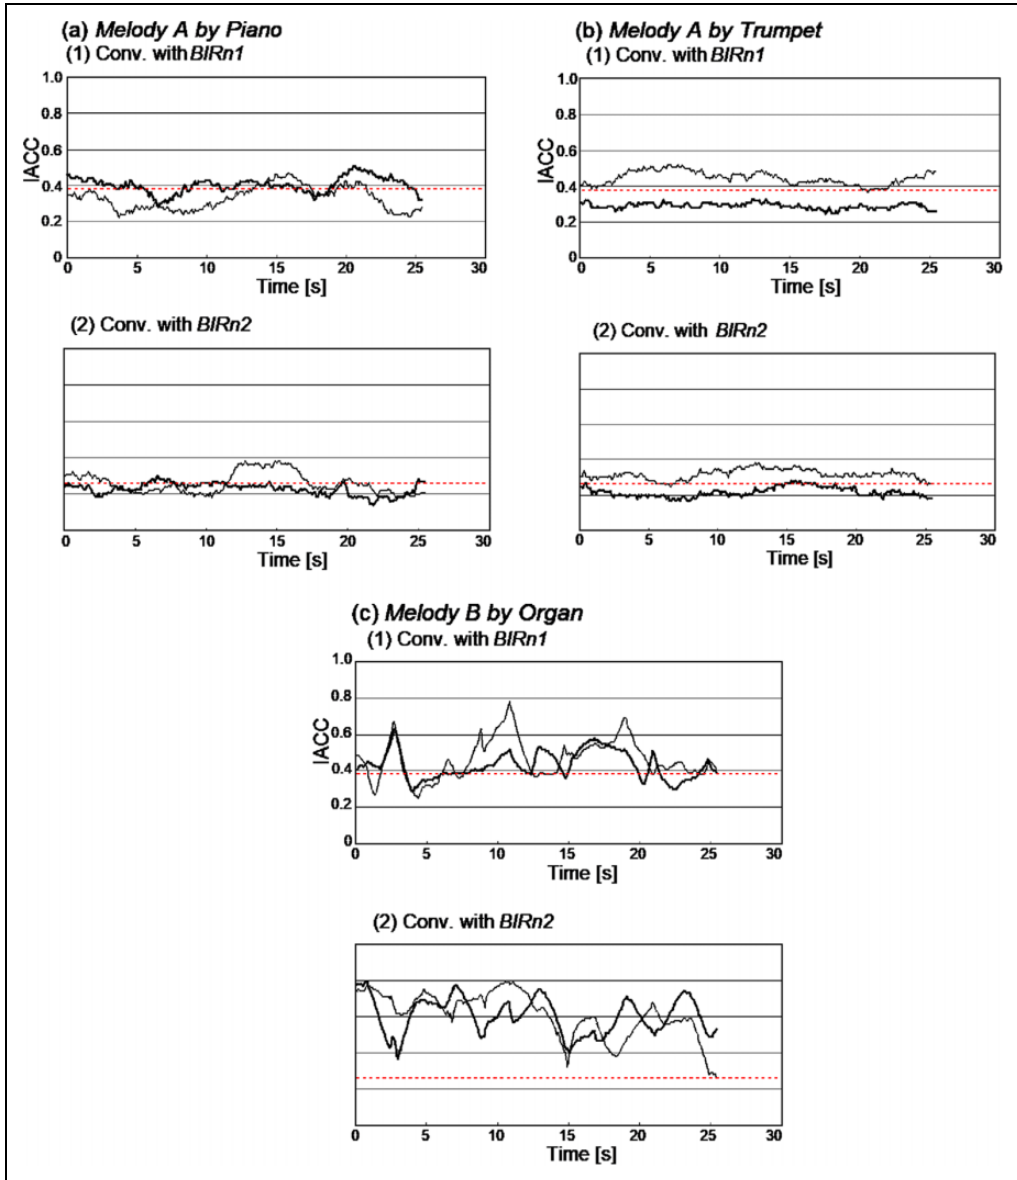 (a) Melody A by Piano
(1) Conv. with BIRn1
1.0
0.8
0.6
0.4
0.2
0
IACC
0 5 10 15 20 25 30
Time [s]
(2) Conv. with BIRn2
0 5 10 15 20 25 30
Time [s]
(b) Melody A by Trumpet
(1) Conv. with BIRn1
1.0
0.8
0.6
0.4
0.2
0
IACC
0 5 10 15 20 25 30
Time [s]
(2) Conv. with BIRn2
0 5 10 15 20 25 30
Time [s]
(c) Melody B by Organ
(1) Conv. with BIRn1
1.0
0.8
0.6
0.4
0.2
0
IACC
0 5 10 15 20 25 30
Time [s]
(2) Conv. with BIRn2
0 5 10 15 20 25 30
Time [s]